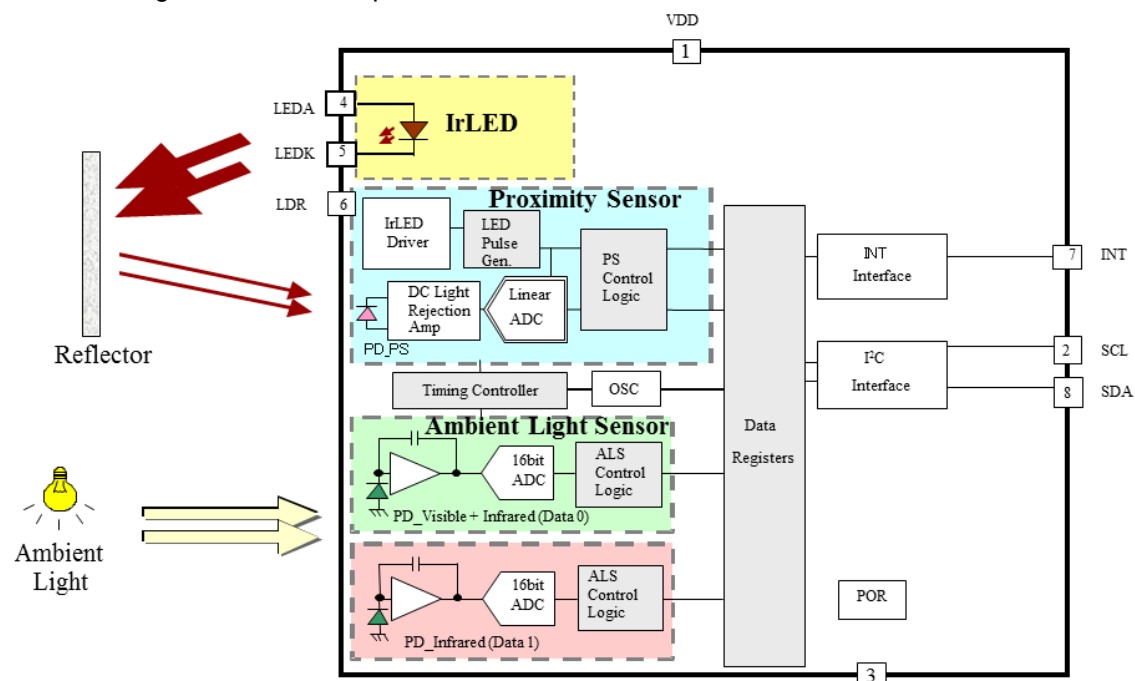 VDD
1
LEDA
4
IrLED
LEDK
5
LDR
6
Proximity Sensor
IrLED
Driver
LED
Pulse
Gen.
PS
Control
Logic
DC Light
Rejection
Amp
Linear
ADC
PD_PS
Reflector
INT
Interface
7
INT
I²C
Interface
2
SCL
8
SDA
Timing Controller
OSC
Data
Registers
Ambient Light Sensor
16bit
ADC
ALS
Control
Logic
PD_Visible + Infrared (Data 0)
Ambient
Light
16bit
ADC
ALS
Control
Logic
PD_Infrared (Data 1)
POR
3